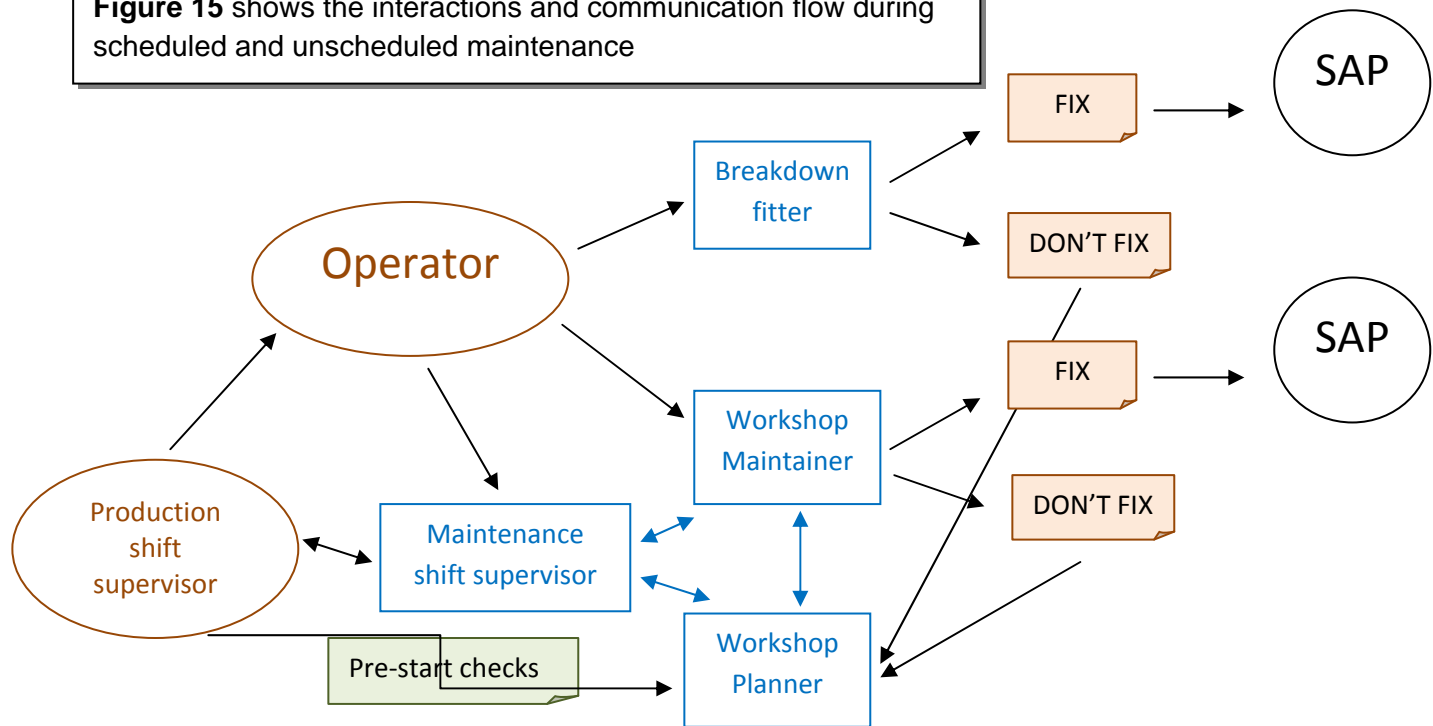 Figure 15 shows the interactions and communication flow during
scheduled and unscheduled maintenance
SAP
FIX
Breakdown
fitter
DON'T FIX
Operator
SAP
FIX
Workshop
Maintainer
DON'T FIX
Production
shift
supervisor
Maintenance
shift supervisor
Workshop
Planner
Pre-start checks